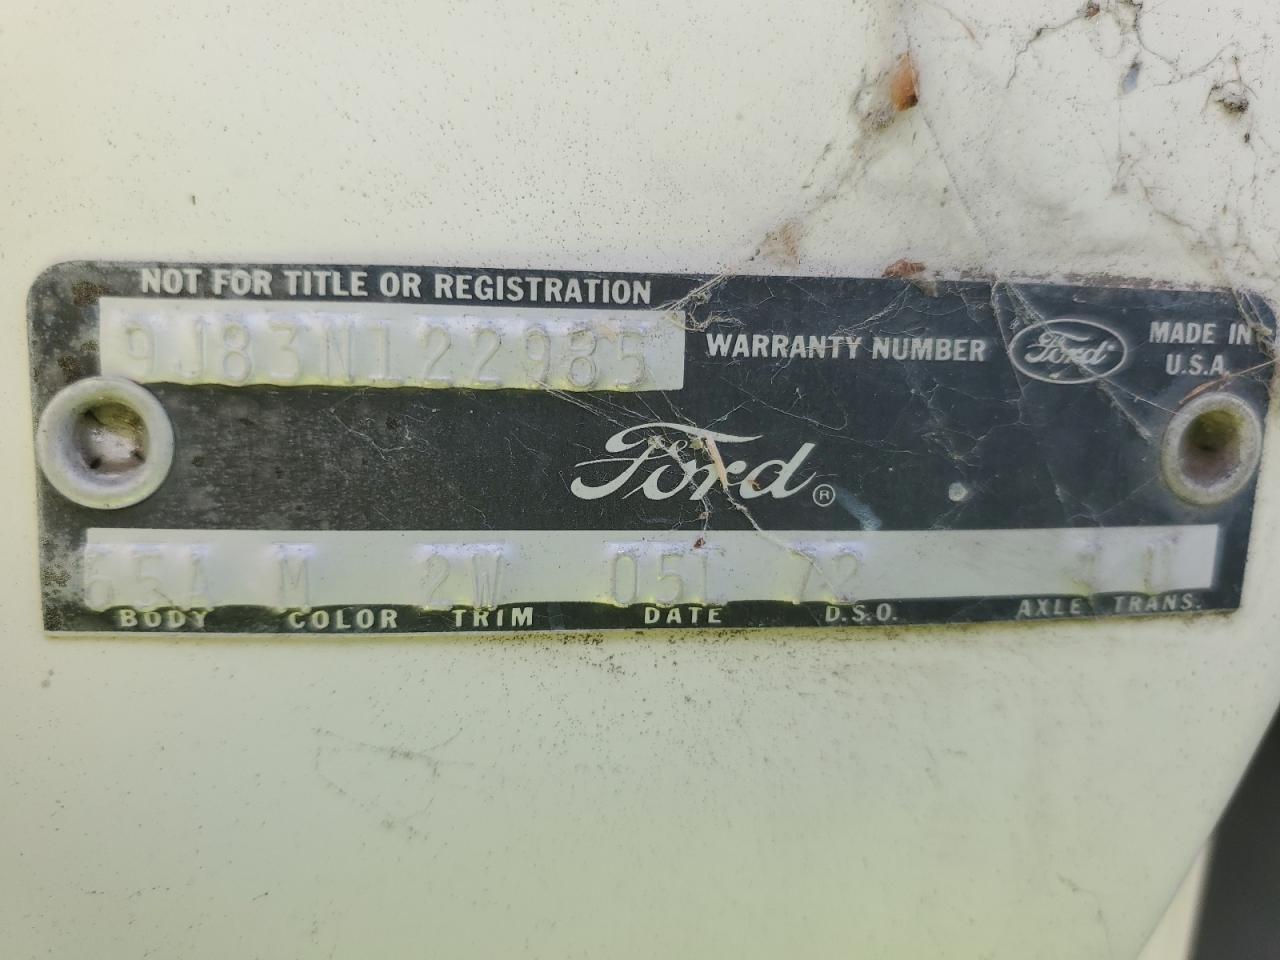 NOT FOR TITLE OR REGISTRATION
9J83N122985
WARRANTY NUMBER
Ford
MADE IN
U.S.A.
Ford ®
65A M 2W 05L 72 U
BODY COLOR TRIM DATE D.S.O. AXLE TRANS.